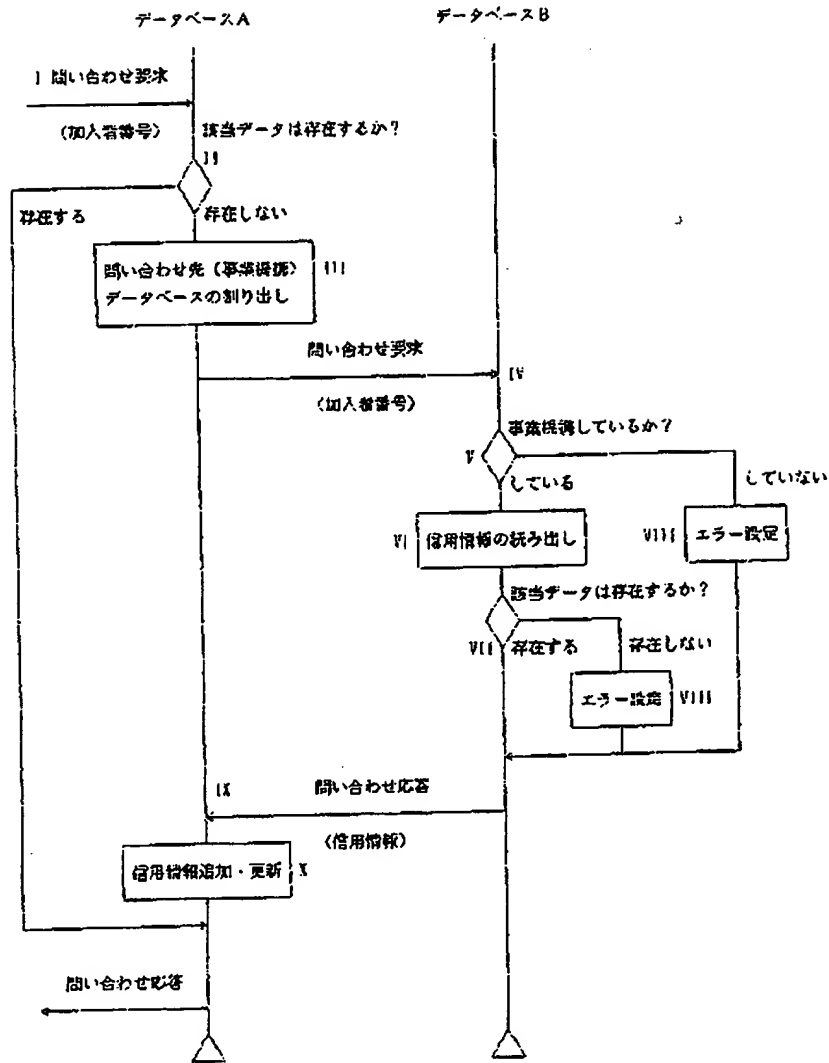 データベースA
データベースB
I 問い合わせ要求
(加入者番号)
該当データは存在するか?
II
存在する
存在しない
問い合わせ先(事業提携)
データベースの割り出し
III
問い合わせ要求
IV
(加入者番号)
事業提携しているか?
V
している
していない
VI
信用情報の読み出し
VIII
エラー設定
該当データは存在するか?
VII
存在する
存在しない
エラー設定
VIII
IX
問い合わせ応答
(信用情報)
信用情報追加・更新
X
問い合わせ応答